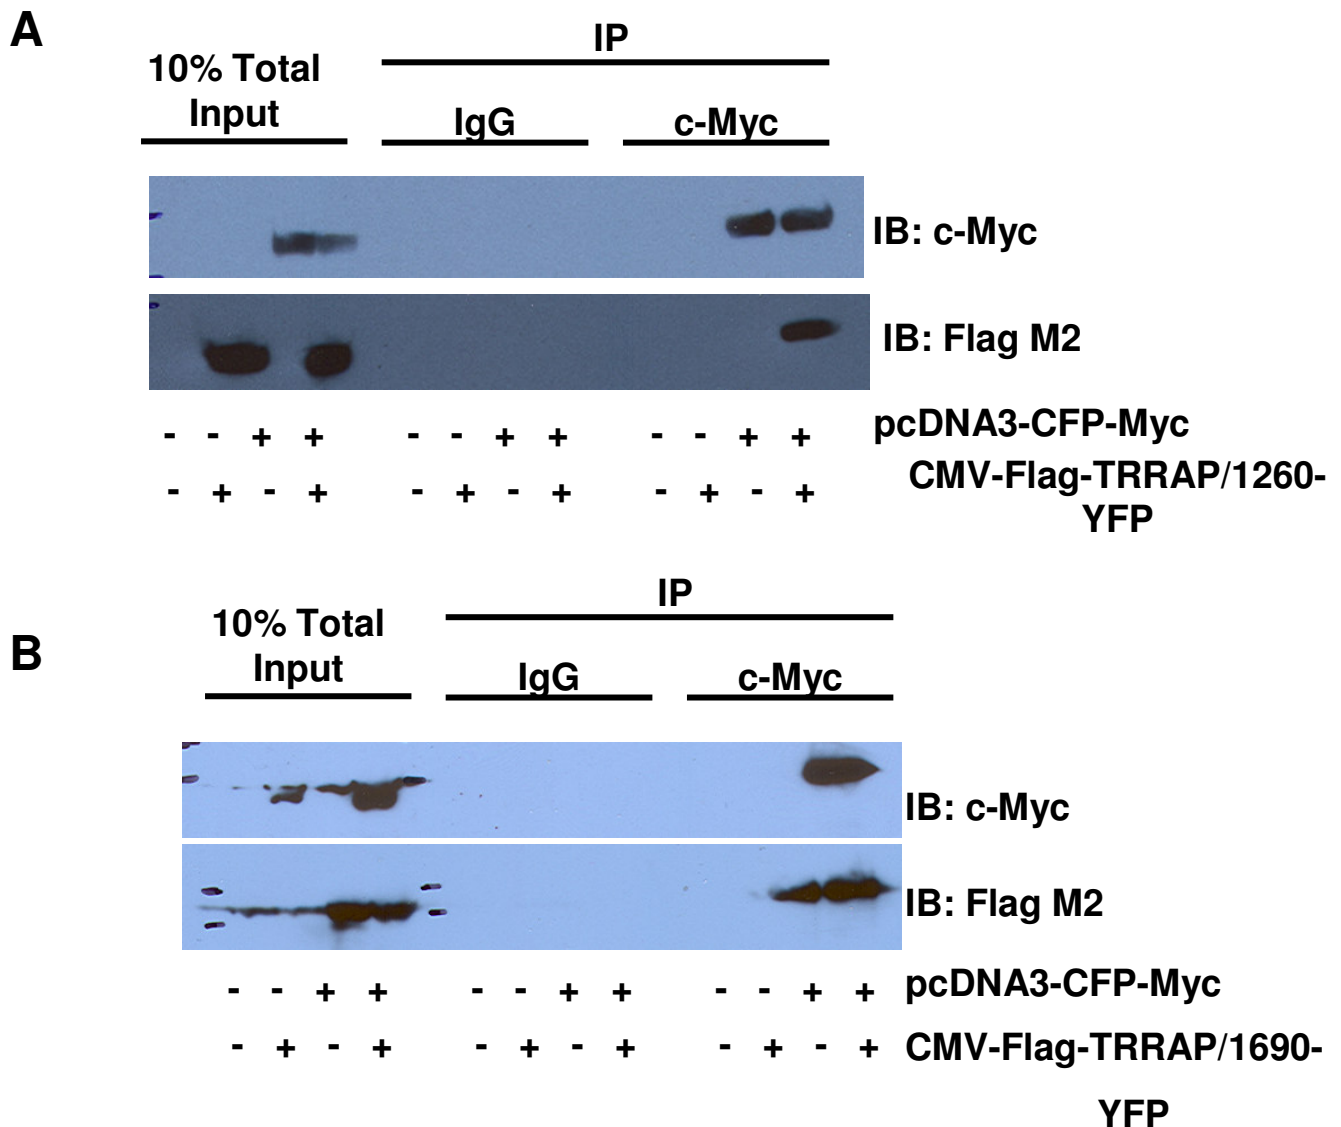 A
IP
10% Total
Input
IgG
c-Myc
IB: c-Myc
IB: Flag M2
- - + + - - + + - - + + pcDNA3-CFP-Myc
- + - + - + - + - + - + CMV-Flag-TRRAP/1260-
YFP
B
IP
10% Total
Input
IgG
c-Myc
IB: c-Myc
IB: Flag M2
- - + + - - + + - - + + pcDNA3-CFP-Myc
- + - + - + - + - + - + CMV-Flag-TRRAP/1690-
YFP